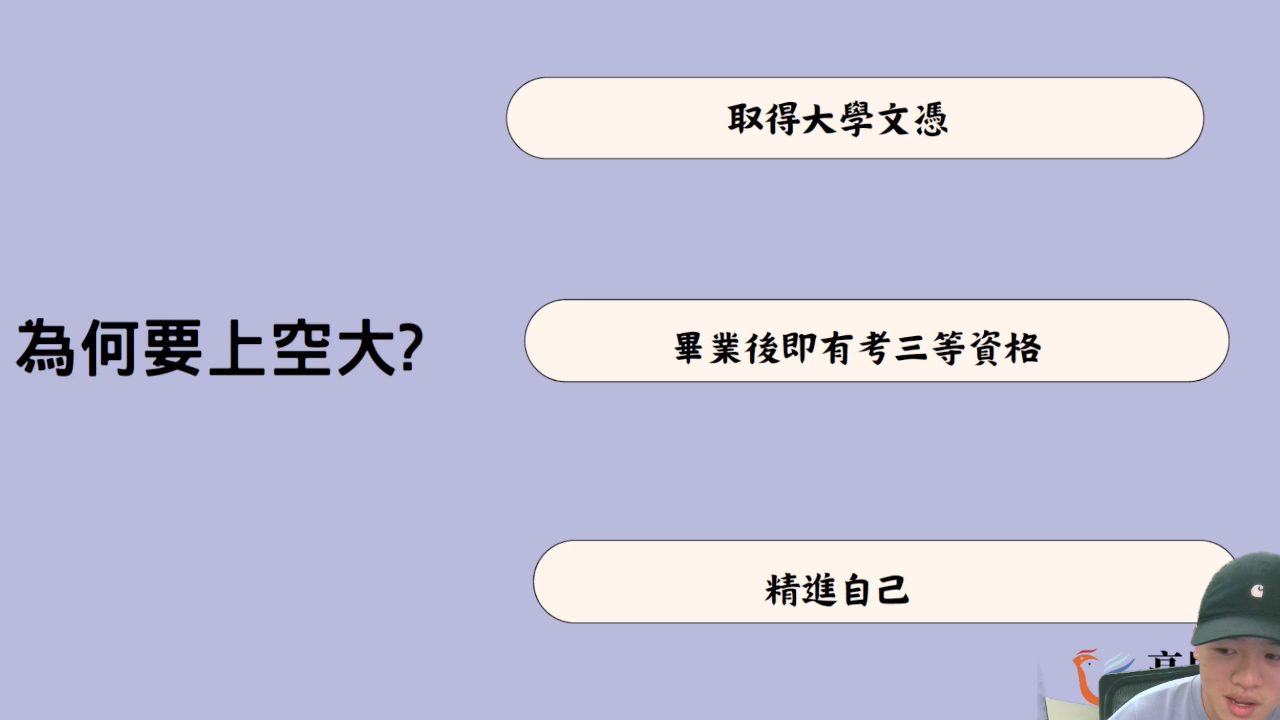 取得大學文憑
為何要上空大?
畢業後即有考三等資格
精進自己